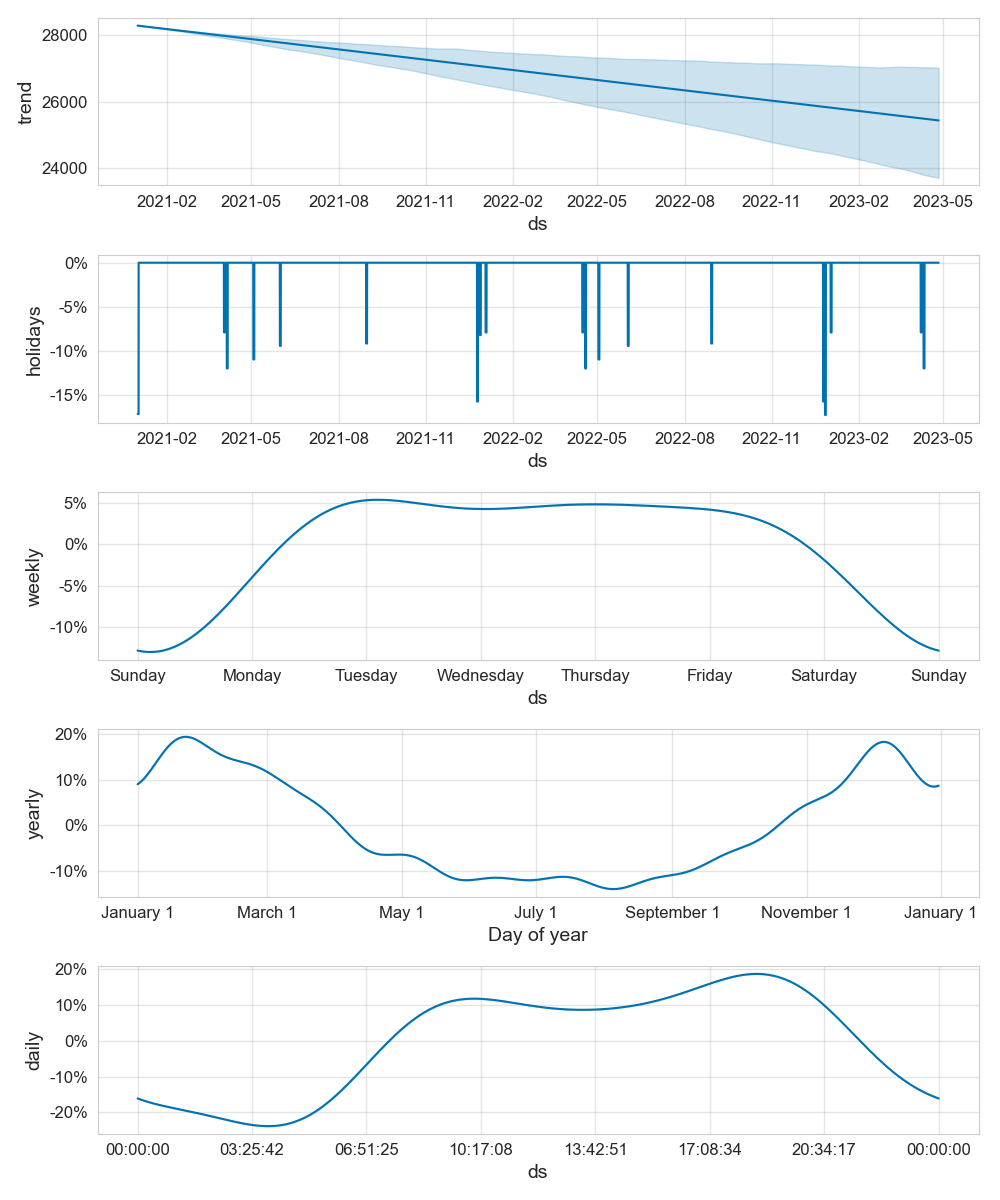 28000
26000
24000
trend
2021-02 2021-05 2021-08 2021-11 2022-02 2022-05 2022-08 2022-11 2023-02 2023-05
ds
0%
-5%
-10%
-15%
holidays
2021-02 2021-05 2021-08 2021-11 2022-02 2022-05 2022-08 2022-11 2023-02 2023-05
ds
5%
0%
-5%
-10%
weekly
Sunday Monday Tuesday Wednesday Thursday Friday Saturday Sunday
ds
20%
10%
0%
-10%
yearly
January 1 March 1 May 1 July 1 September 1 November 1 January 1
Day of year
20%
10%
0%
-10%
-20%
daily
00:00:00 03:25:42 06:51:25 10:17:08 13:42:51 17:08:34 20:34:17 00:00:00
ds